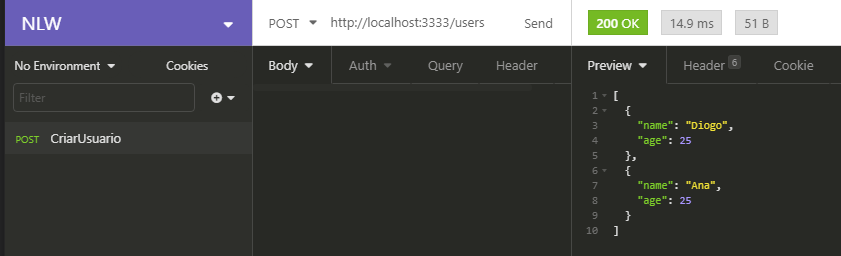 NLW
No Environment
Cookies
Filter
POST CriarUsuario
POST http://localhost:3333/users Send
Body Auth Query Header
200 OK 14.9 ms 51 B
Preview Header 6 Cookie
1 [
2 {
3 "name": "Diogo",
4 "age": 25
5 },
6 {
7 "name": "Ana",
8 "age": 25
9 }
10 ]